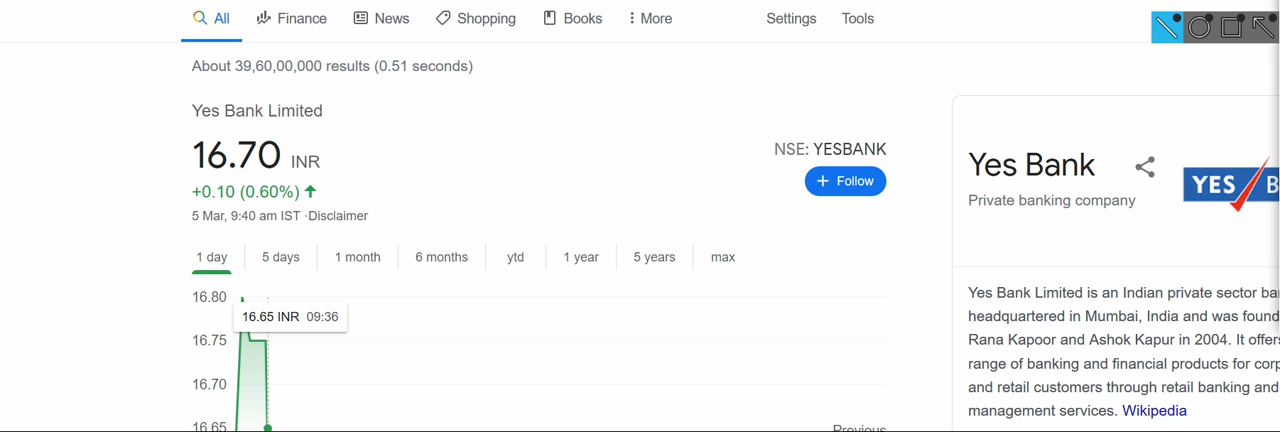 All Finance News Shopping Books More Settings Tools
About 39,60,00,000 results (0.51 seconds)
Yes Bank Limited
16.70 INR
+0.10 (0.60%)
5 Mar, 9:40 am IST ·Disclaimer
NSE: YESBANK
+ Follow
1 day 5 days 1 month 6 months ytd 1 year 5 years max
16.80
16.65 INR 09:36
16.75
16.70
16.65
Previous
Yes Bank
Private banking company
YES B
Yes Bank Limited is an Indian private sector ba
headquartered in Mumbai, India and was found
Rana Kapoor and Ashok Kapur in 2004. It offers
range of banking and financial products for corp
and retail customers through retail banking and
management services. Wikipedia